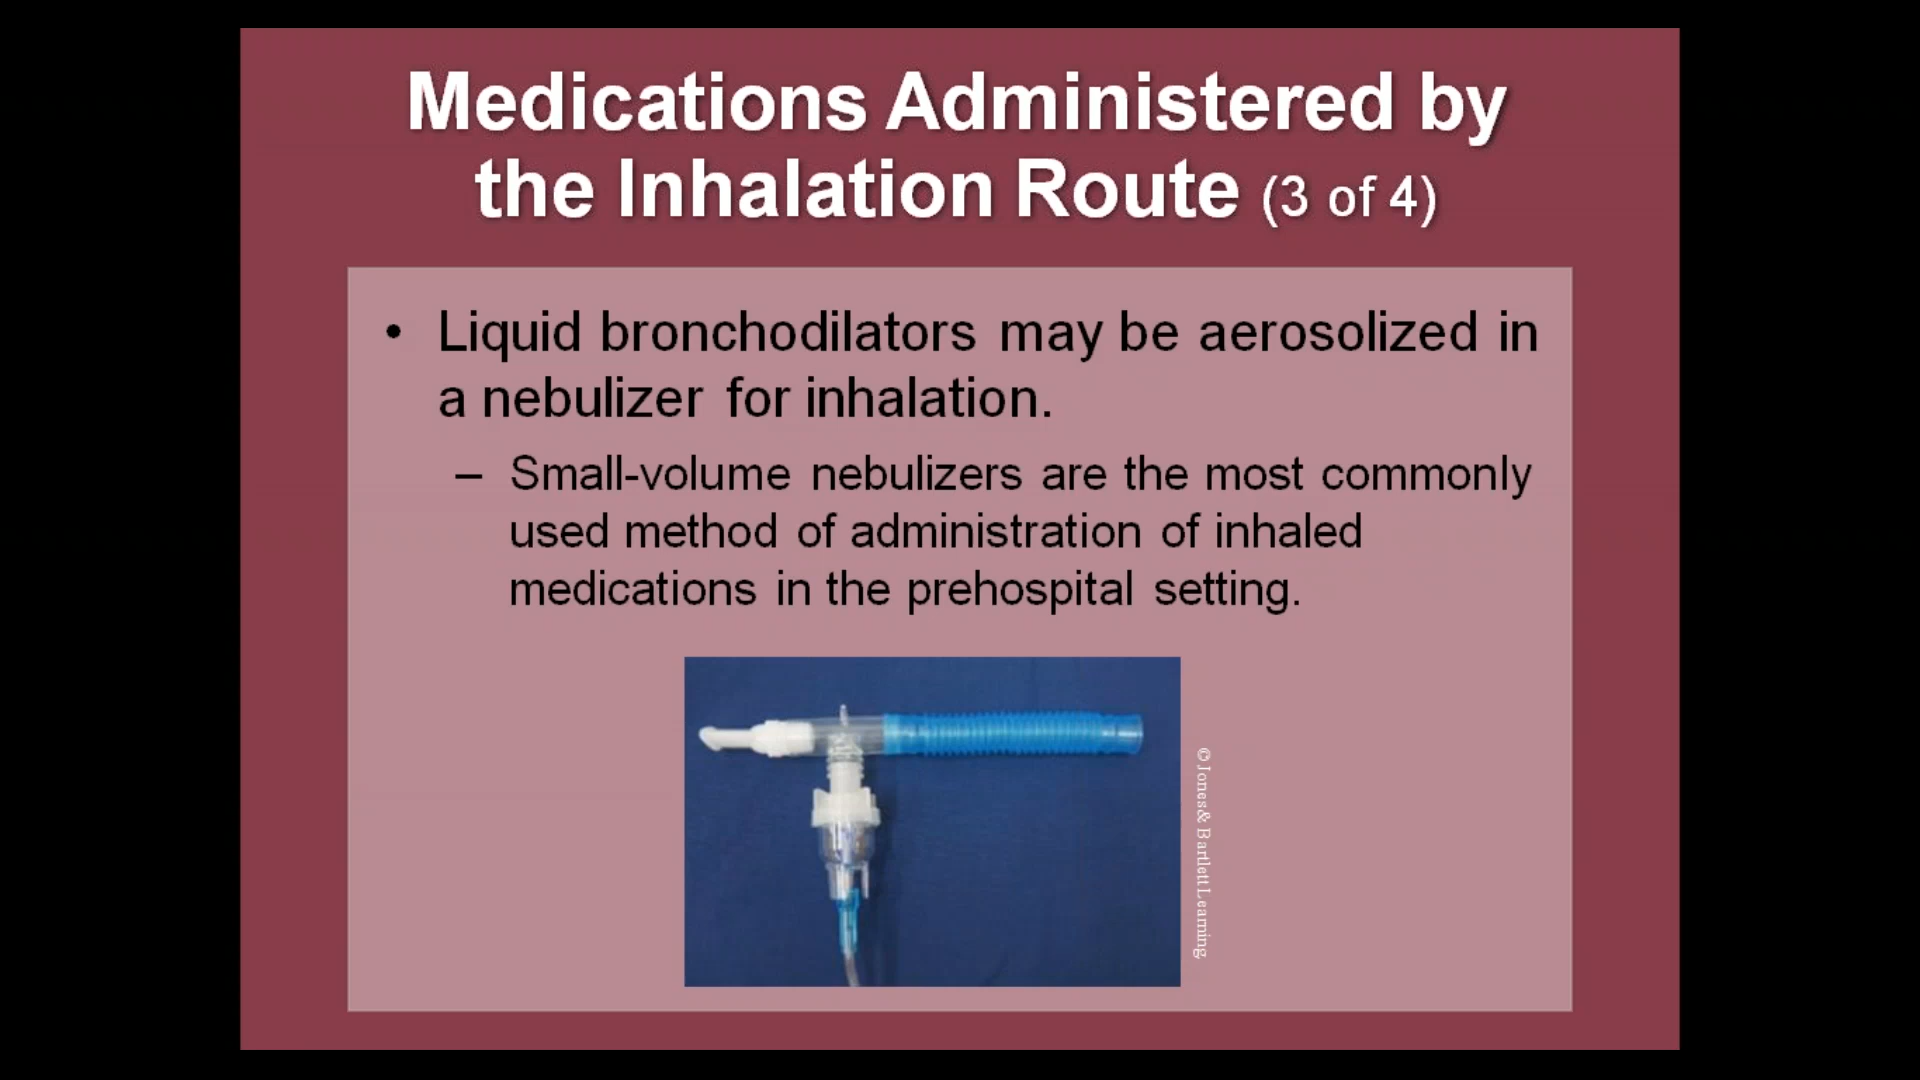 Medications Administered by
the Inhalation Route (3 of 4)
• Liquid bronchodilators may be aerosolized in
a nebulizer for inhalation.
– Small-volume nebulizers are the most commonly
used method of administration of inhaled
medications in the prehospital setting.
© Jones & Bartlett Learning